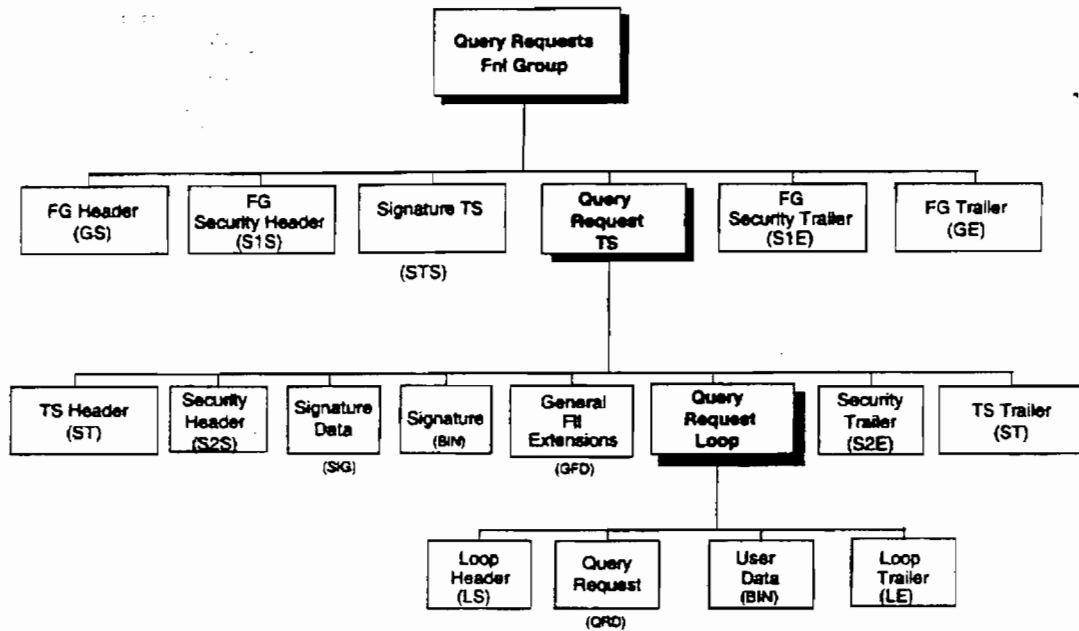 Query Requests
Fnl Group
FG Header
(GS)
FG
Security Header
(S1S)
Signature TS
(STS)
Query
Request
TS
FG
Security Trailer
(S1E)
FG Trailer
(GE)
TS Header
(ST)
Security
Header
(S2S)
Signature
Data
(SIG)
Signature
(BIN)
General
Ftl
Extensions
(GFD)
Query
Request
Loop
Security
Trailer
(S2E)
TS Trailer
(ST)
Loop
Header
(LS)
Query
Request
(QRD)
User
Data
(BIN)
Loop
Trailer
(LE)